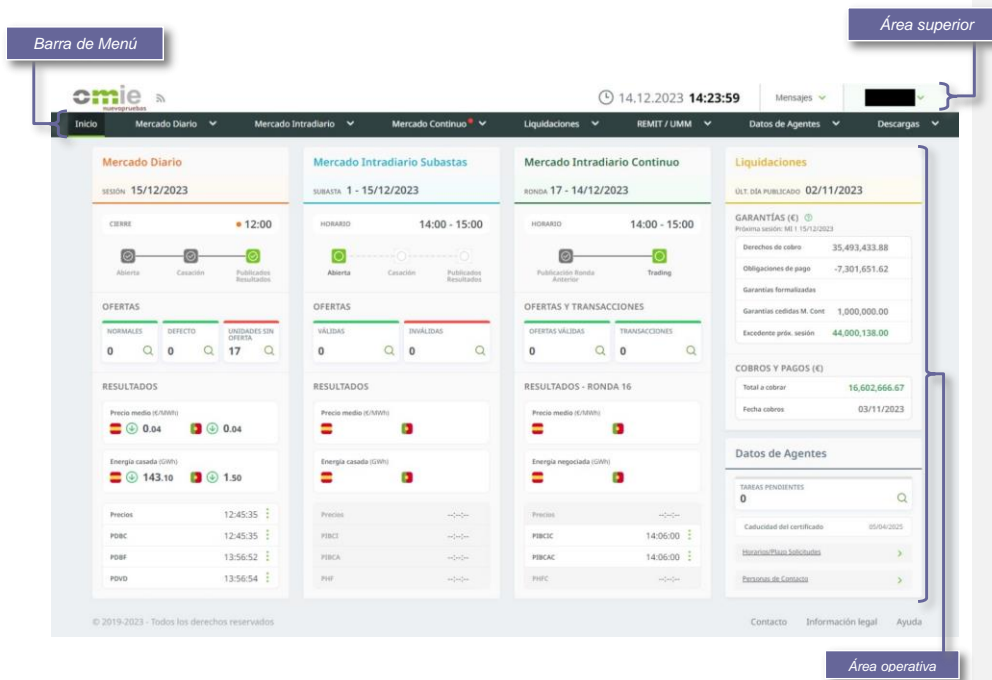 Área superior
Barra de Menú
omie
nuevopruebas
14.12.2023 14:23:59
Mensajes
Inicio Mercado Diario Mercado Intradiario Mercado Continuo Liquidaciones REMIT / UMM Datos de Agentes Descargas
Mercado Diario
SESIÓN 15/12/2023
CIERRE 12:00
Abierta Casación Publicados
Resultados
OFERTAS
NORMALES DEFECTO UNIDADES SIN
OFERTA
0 0 17
RESULTADOS
Precio medio (€/MWh)
0.04 0.04
Energía casada (GWh)
143.10 1.50
Precios 12:45:35
PDBC 12:45:35
PDBF 13:56:52
PDVD 13:56:54
Mercado Intradiario Subastas
SUBASTA 1 - 15/12/2023
HORARIO 14:00 - 15:00
Abierta Casación Publicados
Resultados
OFERTAS
VÁLIDAS INVÁLIDAS
0 0
RESULTADOS
Precio medio (€/MWh)
Energía casada (GWh)
Precios --:--:--
PIBCI --:--:--
PIBCA --:--:--
PHF --:--:--
Mercado Intradiario Continuo
RONDA 17 - 14/12/2023
HORARIO 14:00 - 15:00
Publicación Ronda
Anterior
Trading
OFERTAS Y TRANSACCIONES
OFERTAS VÁLIDAS TRANSACCIONES
0 0
RESULTADOS - RONDA 16
Precio medio (€/MWh)
Energía negociada (GWh)
Precios --:--:--
PIBCIC 14:06:00
PIBCAC 14:06:00
PHFC --:--:--
Liquidaciones
ÚLT. DÍA PUBLICADO 02/11/2023
GARANTÍAS (€)
Próxima sesión: MI 1 15/12/2023
Derechos de cobro 35,493,433.88
Obligaciones de pago -7,301,651.62
Garantías formalizadas
Garantías cedidas M. Cont 1,000,000.00
Excedente próx. sesión 44,000,138.00
COBROS Y PAGOS (€)
Total a cobrar 16,602,666.67
Fecha cobros 03/11/2023
Datos de Agentes
TAREAS PENDIENTES
0
Caducidad del certificado 05/04/2025
Horarios/Plazo Solicitudes
Personas de Contacto
© 2019-2023 - Todos los derechos reservados
Contacto Información legal Ayuda
Área operativa